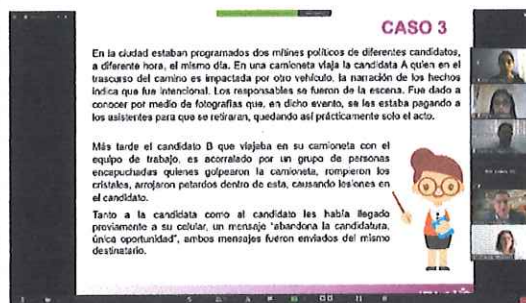 CASO 3
En la ciudad estaban programados dos mítines políticos de diferentes candidatos,
a diferente hora, el mismo día. En una camioneta viaja la candidata A quien en el
trascurso del camino es impactada por otro vehículo, la narración de los hechos
indica que fue intencional. Los responsables se fueron de la escena. Fue dado a
conocer por medio de fotografías que, en dicho evento, se les estaba pagando a
los asistentes para que se retiraran, quedando así prácticamente solo el acto.
Más tarde el candidato B que viajaba en su camioneta con el
equipo de trabajo, es acorralado por un grupo de personas
encapuchadas quienes golpearon la camioneta, rompieron los
cristales, arrojaron petardos dentro de esta, causando lesiones en
el candidato.
Tanto a la candidata como al candidato les había llegado
previamente a su celular, un mensaje "abandona la candidatura,
única oportunidad", ambos mensajes fueron enviados del mismo
destinatario.